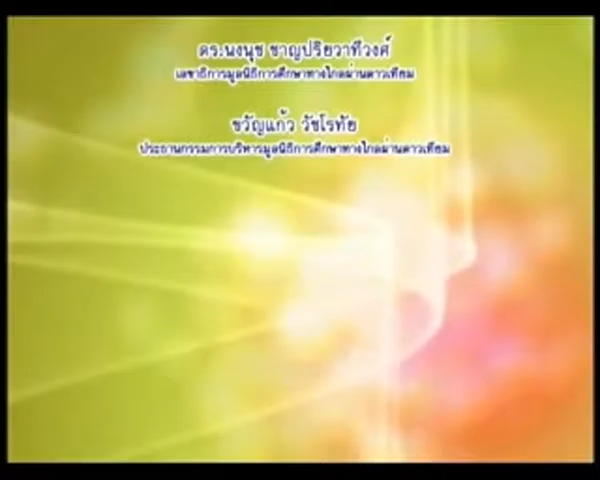 ดร.นงนุช ชาญปริยวาทีวงศ์
เลขาธิการมูลนิธิการศึกษาทางไกลผ่านดาวเทียม
ขวัญแก้ว วัชโรทัย
ประธานกรรมการบริหารมูลนิธิการศึกษาทางไกลผ่านดาวเทียม